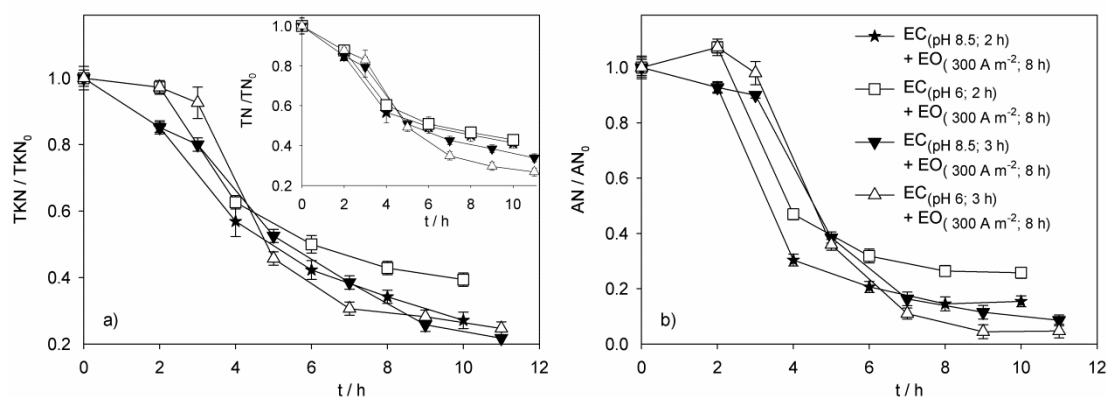 TKN / TKN₀
1.0
0.8
0.6
0.4
0.2
0 2 4 6 8 10 12
t / h
a)
TN /TN₀
1.0
0.8
0.6
0.4
0.2
0 2 4 6 8 10
t / h
AN / AN₀
1.0
0.8
0.6
0.4
0.2
0.0
0 2 4 6 8 10 12
t / h
b)
EC(pH 8.5; 2 h)
+ EO( 300 A m⁻²; 8 h)
EC(pH 6; 2 h)
+ EO( 300 A m⁻²; 8h)
EC(pH 8.5; 3 h)
+ EO( 300 A m⁻²; 8h)
EC(pH 6; 3 h)
+ EO( 300 A m⁻²; 8h)